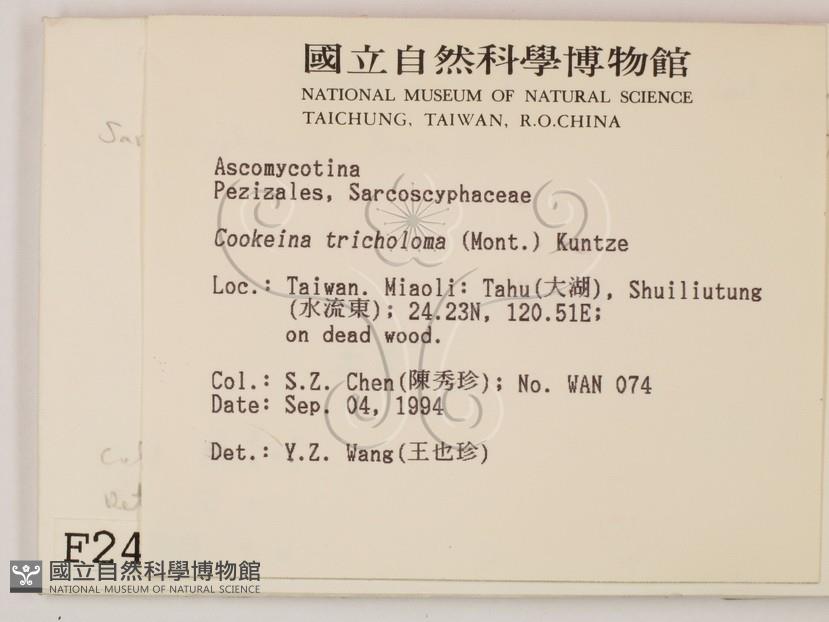 國立自然科學博物館
NATIONAL MUSEUM OF NATURAL SCIENCE
TAICHUNG, TAIWAN, R.O.CHINA
Ascomycotina
Pezizales, Sarcoscyphaceae
Cookeina tricholoma (Mont.) Kuntze
Loc.: Taiwan. Miaoli: Tahu(大湖), Shuiliutung
(水流東); 24.23N, 120.51E;
on dead wood.
Col.: S.Z. Chen(陳秀珍); No. WAN 074
Date: Sep. 04, 1994
Det.: Y.Z. Wang(王也珍)
F24
國立自然科學博物館
NATIONAL MUSEUM OF NATURAL SCIENCE